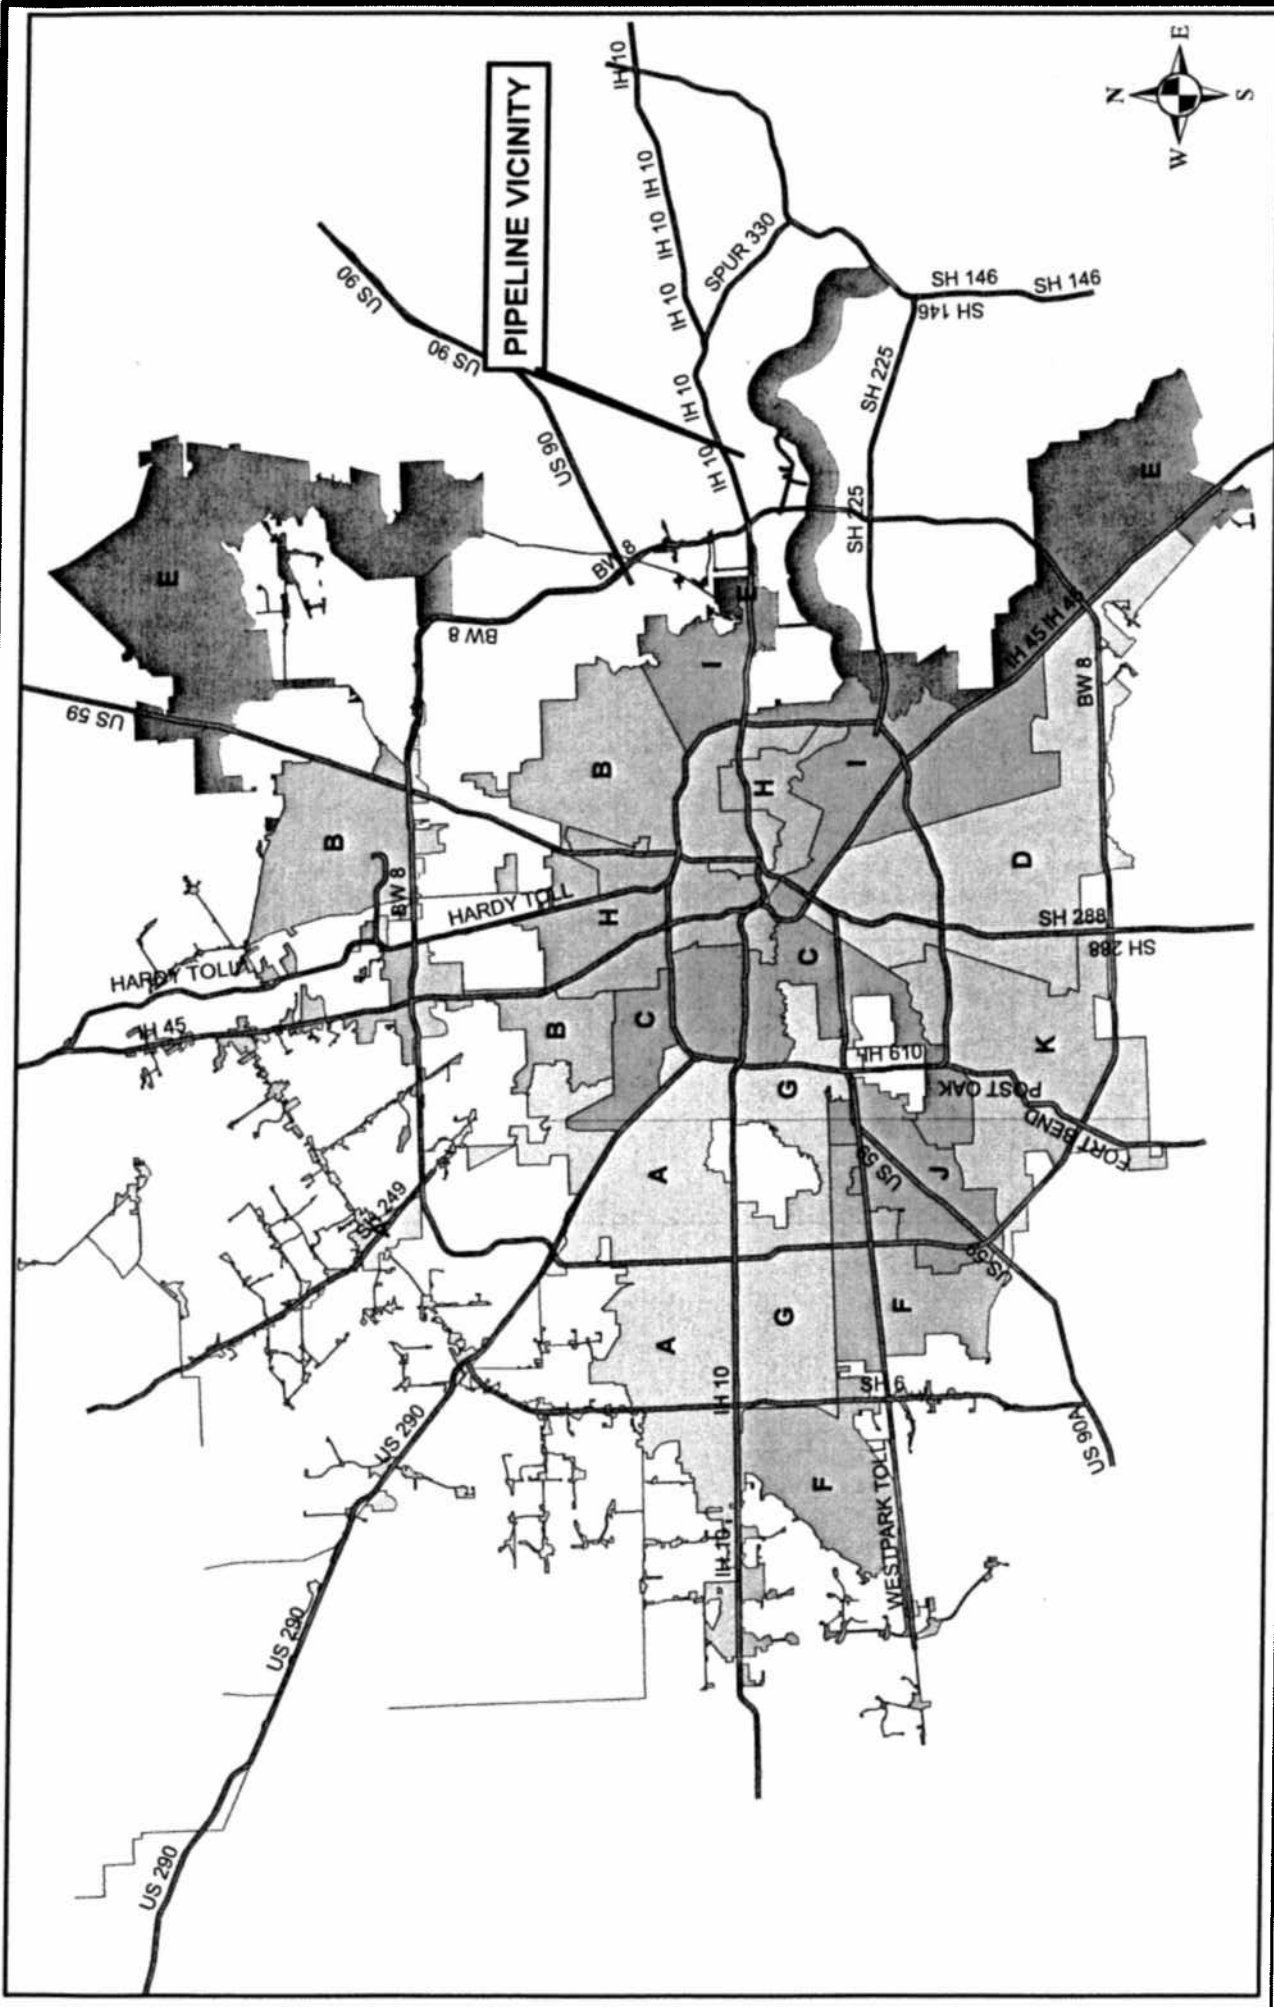 PIPELINE VICINITY
N
E
S
W
US 59
US 90
US 90
US 90
IH 10
IH 10
IH 10
IH 10
IH 10
IH 10
SPUR 330
SH 146
SH 146
SH 146
SH 225
SH 225
BW 8
BW 8
BW 8
BW 8
HARDY TOLL
HARDY TOLL
IH 45
IH 45
IH 45
SH 249
US 290
US 290
US 290
US 290
IH 10
IH 10
IH 610
POST OAK
FORT BEND
US 59
US 59
SH 288
SH 288
SH 6
WESTPARK TOLL
US 90A
E
E
E
B
B
B
I
I
H
H
C
C
D
K
G
G
J
A
A
F
F